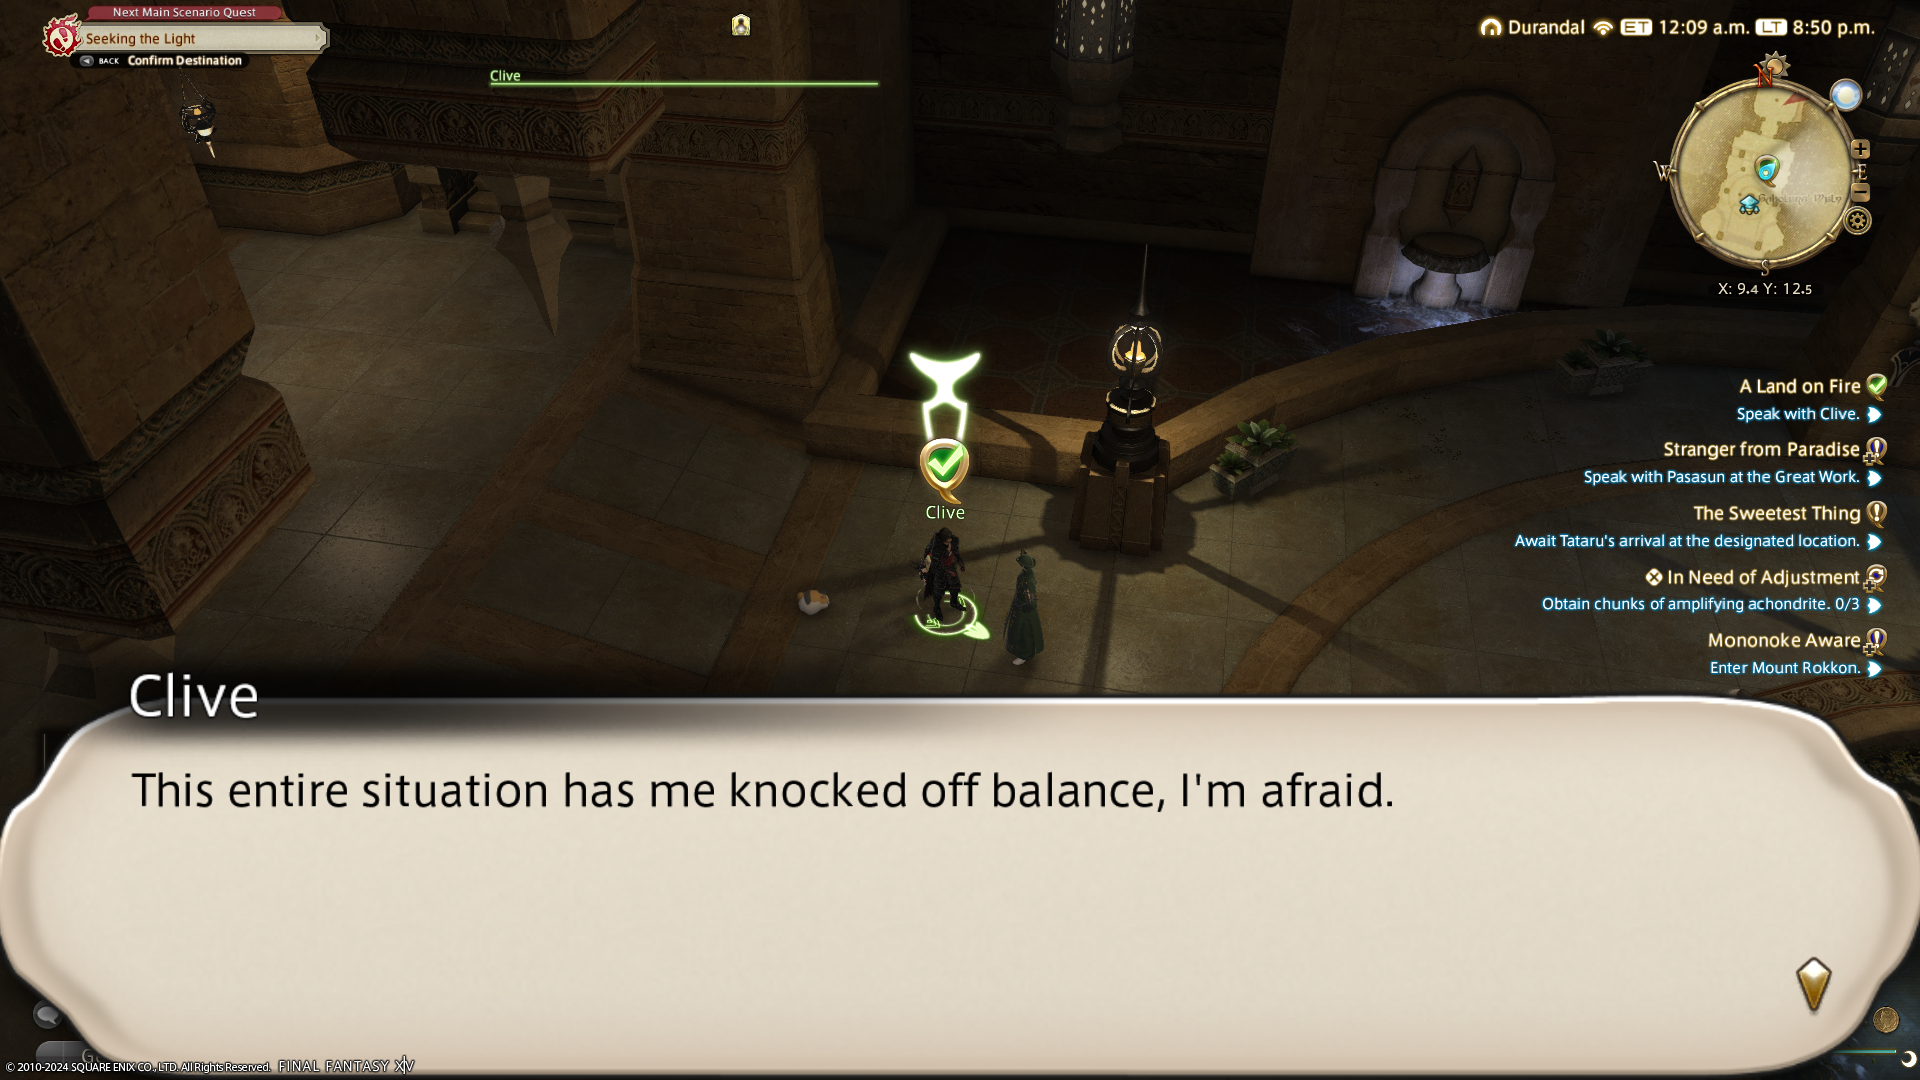 Next Main Scenario Quest
Seeking the Light
BACK Confirm Destination
Clive
Durandal ET 12:09 a.m. LT 8:50 p.m.
N
W
E
S
X: 9.4 Y: 12.5
A Land on Fire
Speak with Clive.
Stranger from Paradise
Speak with Pasasun at the Great Work.
The Sweetest Thing
Await Tataru's arrival at the designated location.
In Need of Adjustment
Obtain chunks of amplifying achondrite. 0/3
Mononoke Aware
Enter Mount Rokkon.
Clive
Clive
This entire situation has me knocked off balance, I'm afraid.
© 2010-2024 SQUARE ENIX CO., LTD. All Rights Reserved. FINAL FANTASY XIV